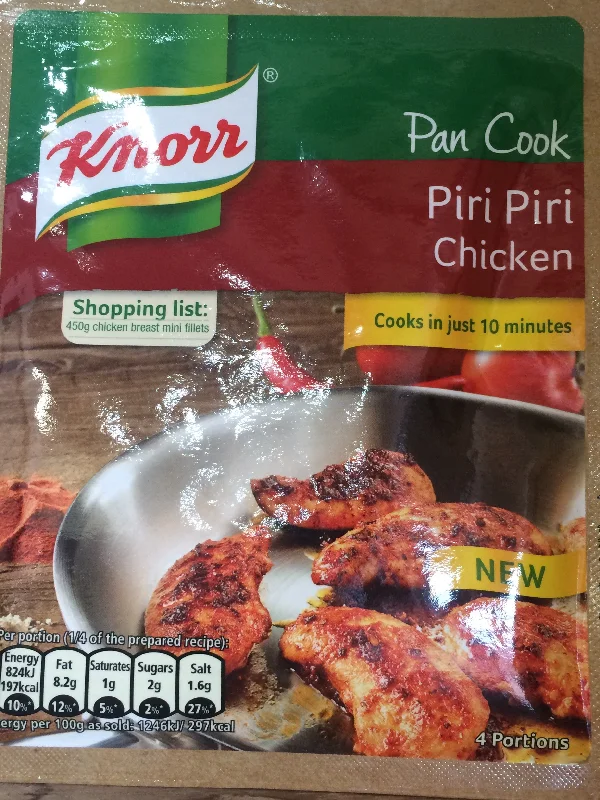 Knorr®
Pan Cook
Piri Piri
Chicken
Shopping list:
450g chicken breast mini fillets
Cooks in just 10 minutes
NEW
Per portion (1/4 of the prepared recipe):
Energy
824kJ
197kcal
10%*
Fat
8.2g
12%*
Saturates
1g
5%*
Sugars
2g
2%*
Salt
1.6g
27%*
ergy per 100g as sold: 1246kJ/ 297kcal
4 Portions